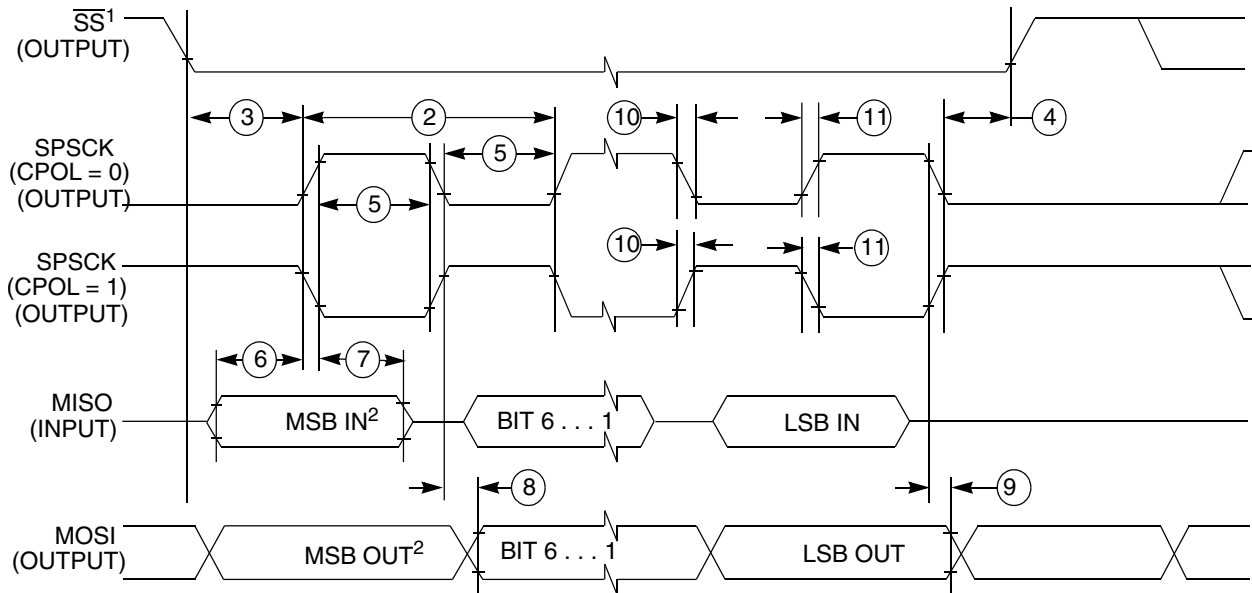 SS¹
(OUTPUT)
3
2
10
11
4
SPSCK
(CPOL = 0)
(OUTPUT)
5
5
SPSCK
(CPOL = 1)
(OUTPUT)
10
11
6
7
MISO
(INPUT)
MSB IN²
BIT 6 . . . 1
LSB IN
8
9
MOSI
(OUTPUT)
MSB OUT²
BIT 6 . . . 1
LSB OUT